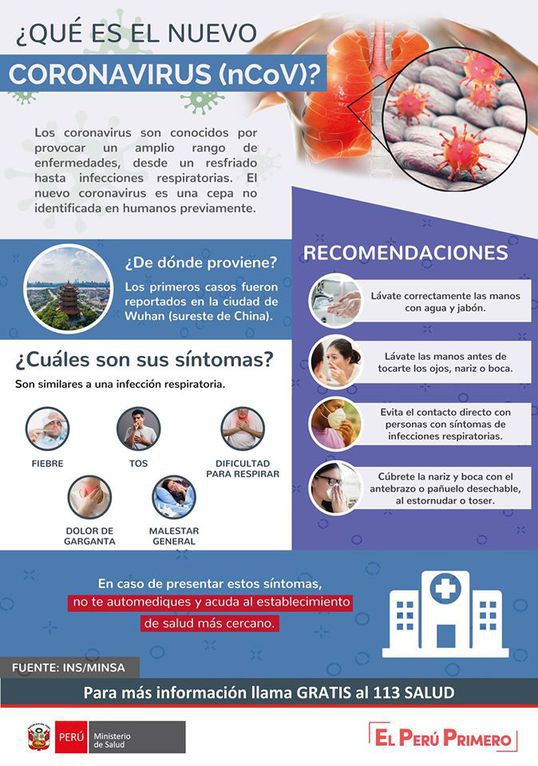 ¿QUÉ ES EL NUEVO
CORONAVIRUS (nCoV)?
Los coronavirus son conocidos por
provocar un amplio rango de
enfermedades, desde un resfriado
hasta infecciones respiratorias. El
nuevo coronavirus es una cepa no
identificada en humanos previamente.
¿De dónde proviene?
Los primeros casos fueron
reportados en la ciudad de
Wuhan (sureste de China).
¿Cuáles son sus síntomas?
Son similares a una infección respiratoria.
FIEBRE
TOS
DIFICULTAD
PARA RESPIRAR
DOLOR DE
GARGANTA
MALESTAR
GENERAL
RECOMENDACIONES
Lávate correctamente las manos
con agua y jabón.
Lávate las manos antes de
tocarte los ojos, nariz o boca.
Evita el contacto directo con
personas con síntomas de
infecciones respiratorias.
Cúbrete la nariz y boca con el
antebrazo o pañuelo desechable,
al estornudar o toser.
En caso de presentar estos síntomas,
no te automediques y acuda al establecimiento
de salud más cercano.
FUENTE: INS/MINSA
Para más información llama GRATIS al 113 SALUD
PERÚ
Ministerio
de Salud
EL PERÚ PRIMERO